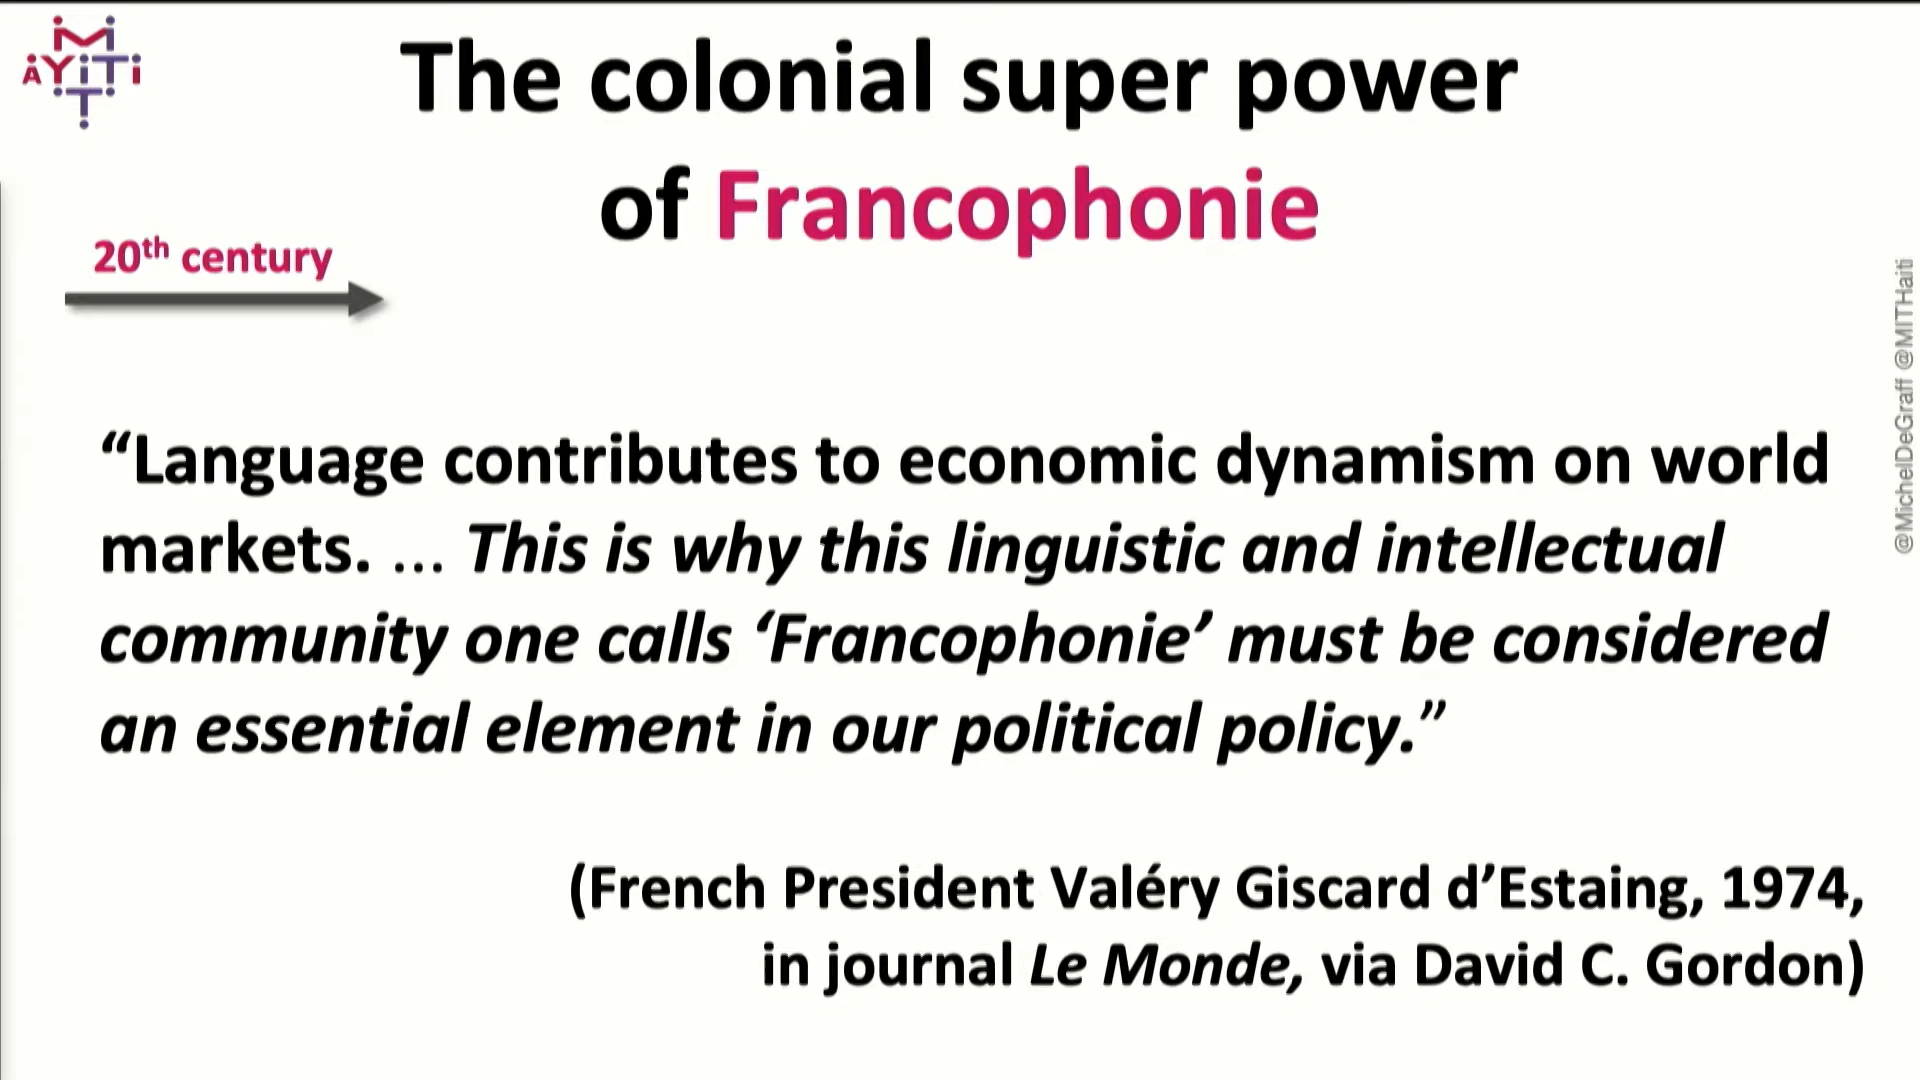 MIT
AYiTi
The colonial super power
of Francophonie
20th century
“Language contributes to economic dynamism on world
markets. … This is why this linguistic and intellectual
community one calls ‘Francophonie’ must be considered
an essential element in our political policy.”
(French President Valéry Giscard d’Estaing, 1974,
in journal Le Monde, via David C. Gordon)
@MichelDeGraff @MITHaiti